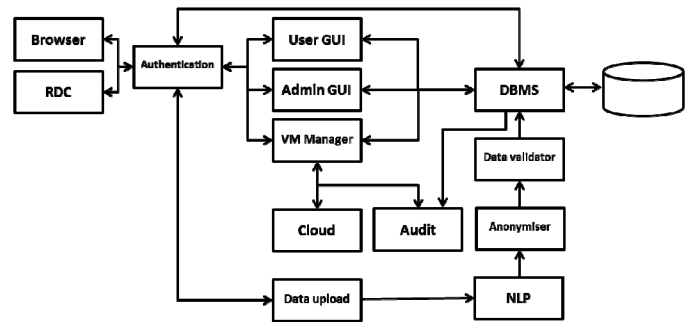 Browser
RDC
Authentication
User GUI
Admin GUI
VM Manager
DBMS
Data validator
Cloud
Audit
Anonymiser
Data upload
NLP